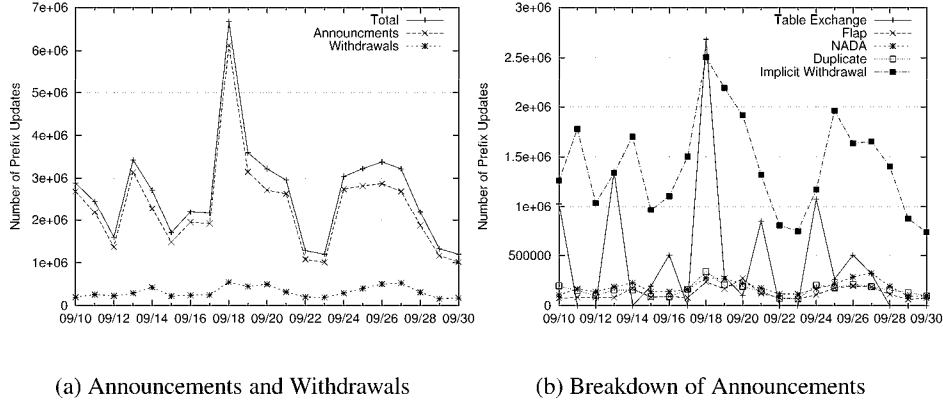 Number of Prefix Updates
7e+06
6e+06
5e+06
4e+06
3e+06
2e+06
1e+06
0
Total
Announcments
Withdrawals
09/10 09/12 09/14 09/16 09/18 09/20 09/22 09/24 09/26 09/28 09/30
(a) Announcements and Withdrawals
Number of Prefix Updates
3e+06
2.5e+06
2e+06
1.5e+06
1e+06
500000
0
Table Exchange
Flap
NADA
Duplicate
Implicit Withdrawal
09/10 09/12 09/14 09/16 09/18 09/20 09/22 09/24 09/26 09/28 09/30
(b) Breakdown of Announcements